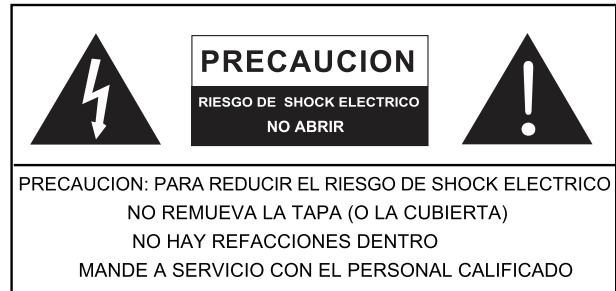 PRECAUCION
RIESGO DE SHOCK ELECTRICO
NO ABRIR
PRECAUCION: PARA REDUCIR EL RIESGO DE SHOCK ELECTRICO
NO REMUEVA LA TAPA (O LA CUBIERTA)
NO HAY REFACCIONES DENTRO
MANDE A SERVICIO CON EL PERSONAL CALIFICADO